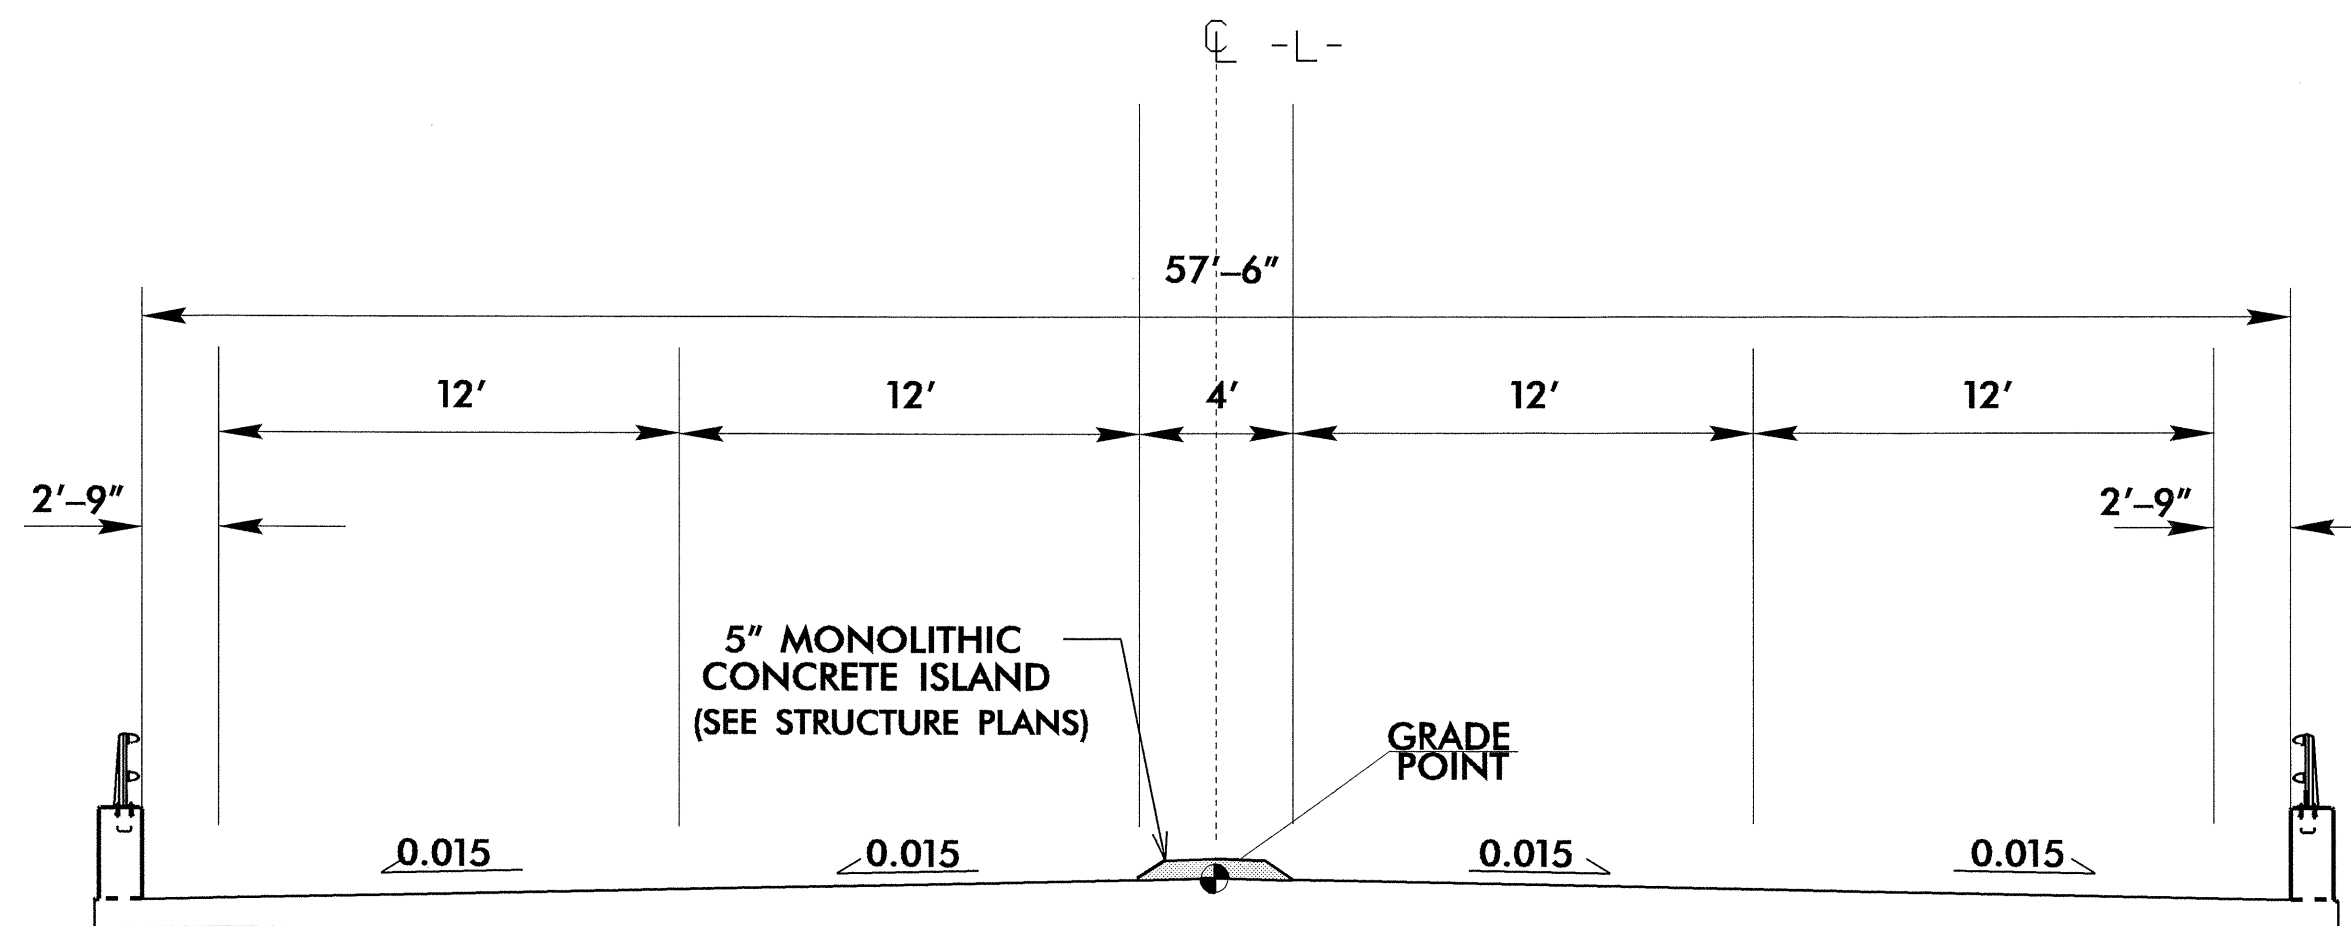 ℄ -L-
57'-6"
12' 12' 4' 12' 12'
2'-9" 2'-9"
5" MONOLITHIC
CONCRETE ISLAND
(SEE STRUCTURE PLANS)
GRADE
POINT
0.015 0.015 0.015 0.015